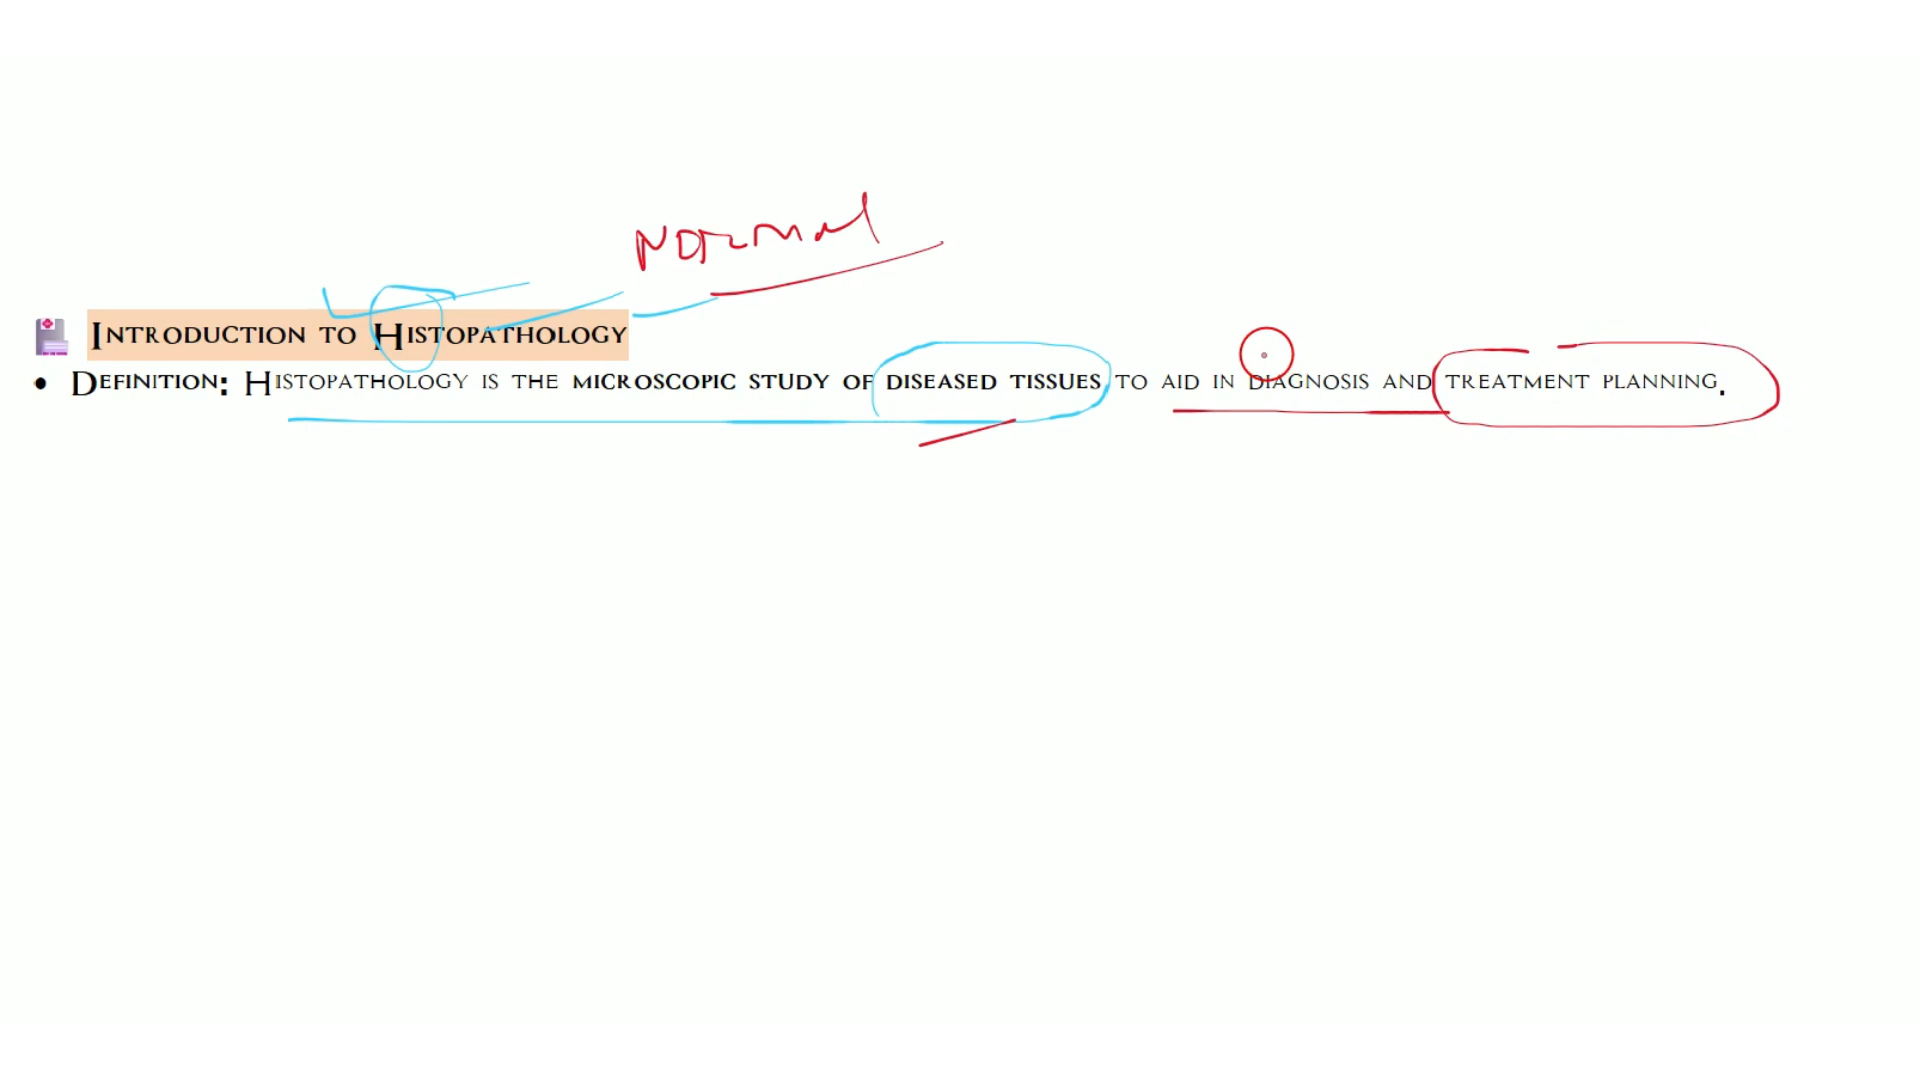 Normal
Introduction to Histopathology
• Definition: Histopathology is the microscopic study of diseased tissues to aid in diagnosis and treatment planning.